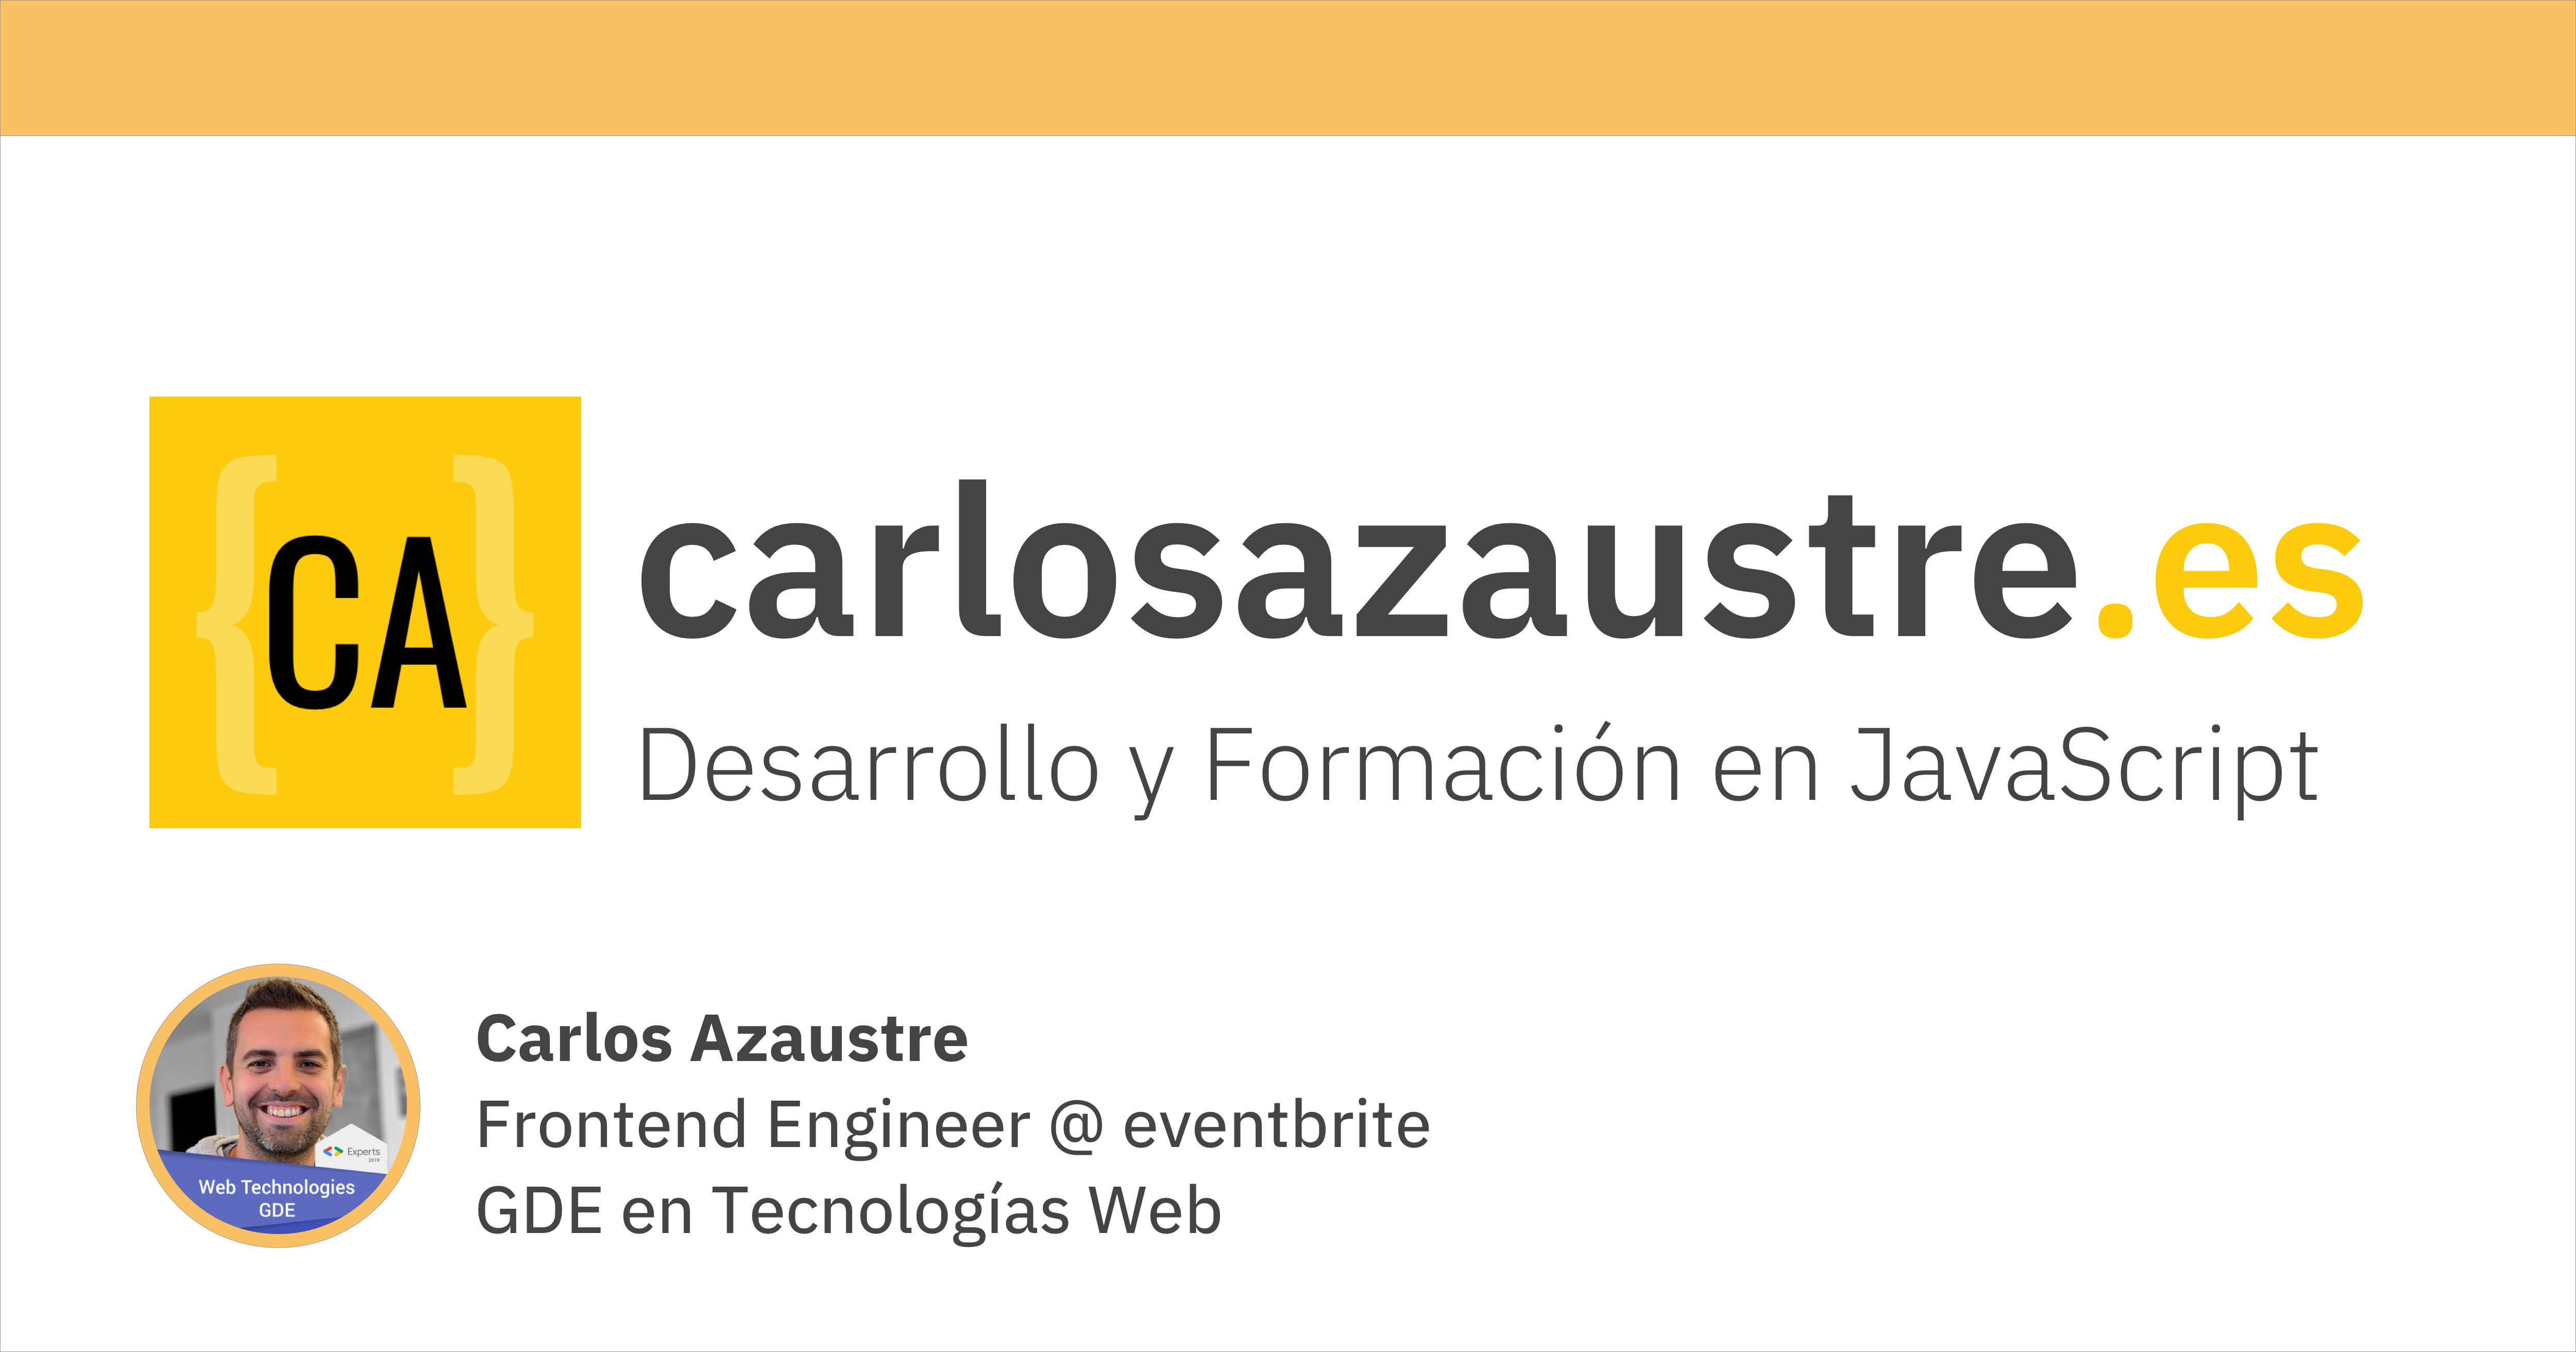 {CA}
carlosazaustre.es
Desarrollo y Formación en JavaScript
Carlos Azaustre
Frontend Engineer @ eventbrite
GDE en Tecnologías Web
<> Experts
2019
Web Technologies
GDE